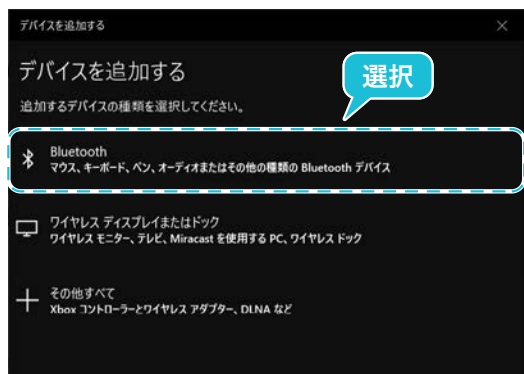 デバイスを追加する
デバイスを追加する
選択
追加するデバイスの種類を選択してください。
Bluetooth
マウス、キーボード、ペン、オーディオまたはその他の種類の Bluetooth デバイス
ワイヤレス ディスプレイまたはドック
ワイヤレス モニター、テレビ、Miracast を使用する PC、ワイヤレス ドック
その他すべて
Xbox コントローラーとワイヤレス アダプター、DLNA など